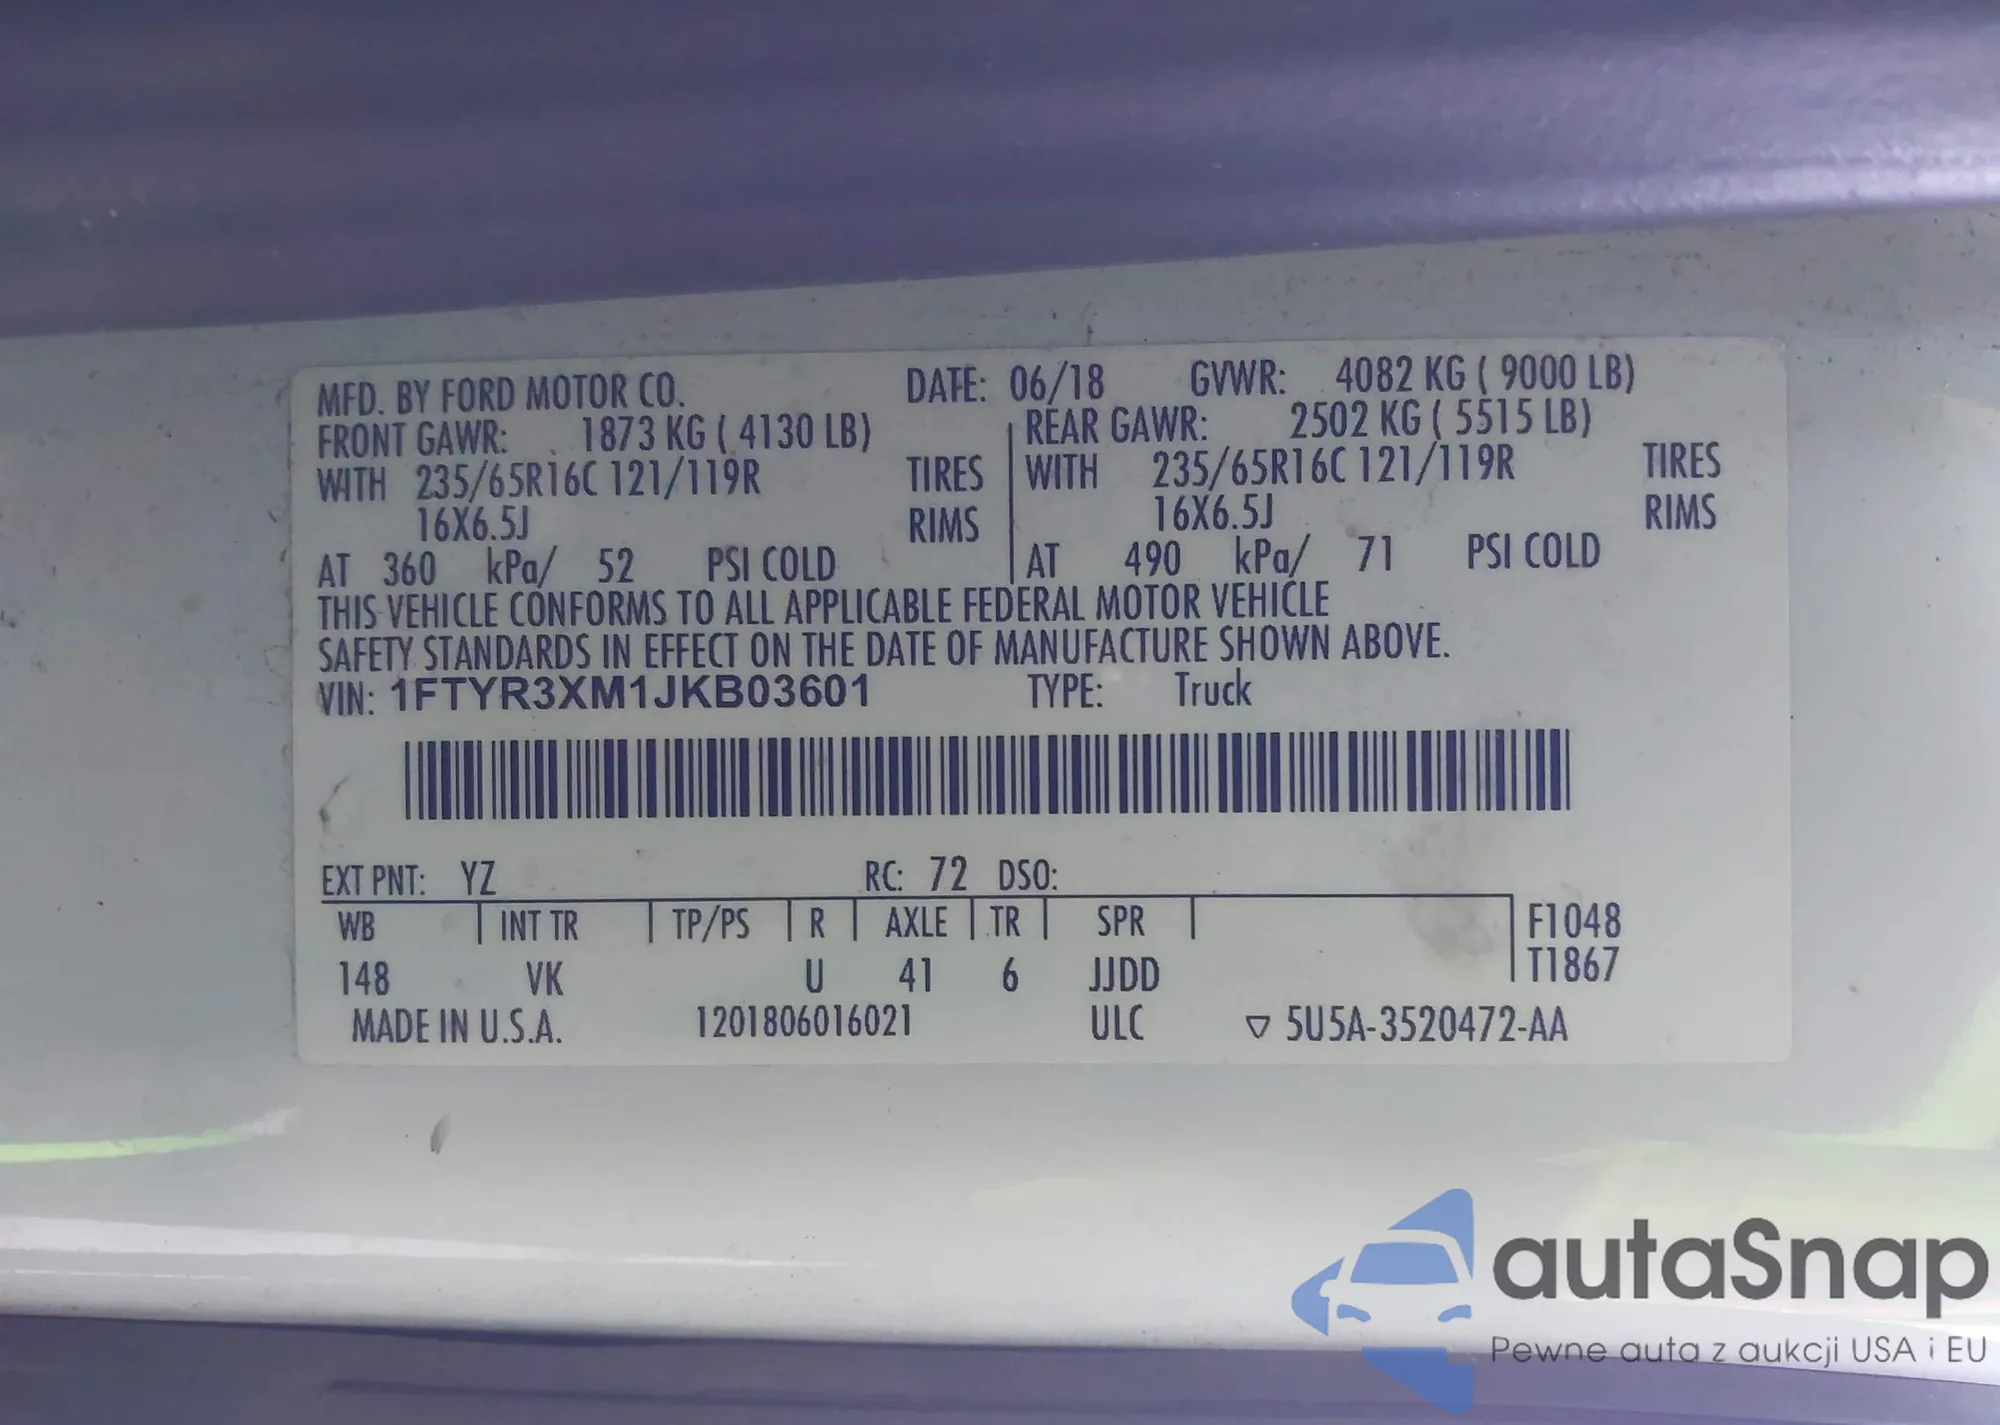 MFD. BY FORD MOTOR CO. DATE: 06/18 GVWR: 4082 KG ( 9000 LB)
FRONT GAWR: 1873 KG ( 4130 LB) REAR GAWR: 2502 KG ( 5515 LB)
WITH 235/65R16C 121/119R TIRES WITH 235/65R16C 121/119R TIRES
16X6.5J RIMS 16X6.5J RIMS
AT 360 kPa/ 52 PSI COLD AT 490 kPa/ 71 PSI COLD
THIS VEHICLE CONFORMS TO ALL APPLICABLE FEDERAL MOTOR VEHICLE
SAFETY STANDARDS IN EFFECT ON THE DATE OF MANUFACTURE SHOWN ABOVE.
VIN: 1FTYR3XM1JKB03601 TYPE: Truck
EXT PNT: YZ RC: 72 DSO:
WB INT TR TP/PS R AXLE TR SPR F1048
T1867
148 VK U 41 6 JJDD
MADE IN U.S.A. 1201806016021 ULC ▽ 5U5A-3520472-AA
autaSnap
Pewne auta z aukcji USA i EU